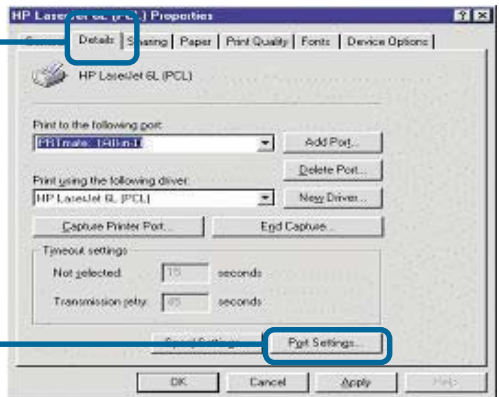 HP LaserJet 6L (PCL) Properties
Details Sharing Paper Print Quality Fonts Device Options
HP LaserJet 6L (PCL)
Print to the following port:
Add Port...
Delete Port...
Print using the following driver:
HP LaserJet 6L (PCL)
New Driver...
Capture Printer Port... End Capture...
Timeout settings
Not selected: 15 seconds
Transmission retry: 45 seconds
Port Settings...
OK Cancel Apply Help